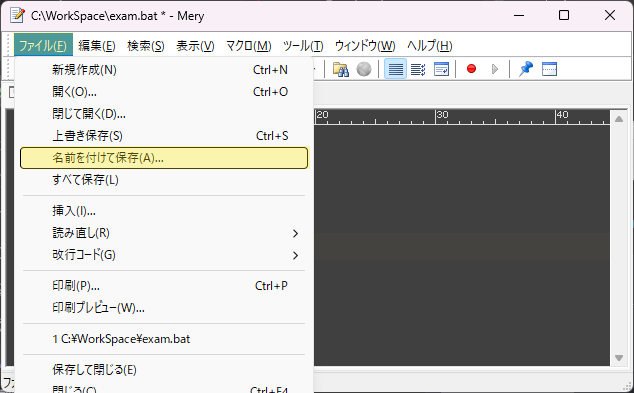 C:\WorkSpace\exam.bat * - Mery
ファイル(F) 編集(E) 検索(S) 表示(V) マクロ(M) ツール(T) ウィンドウ(W) ヘルプ(H)
新規作成(N) Ctrl+N
開く(O)... Ctrl+O
閉じて開く(D)...
上書き保存(S) Ctrl+S
名前を付けて保存(A)...
すべて保存(L)
挿入(I)...
読み直し(R)
改行コード(G)
印刷(P)... Ctrl+P
印刷プレビュー(W)...
1 C:¥WorkSpace¥exam.bat
保存して閉じる(E)
閉じる(C) Ctrl+F4
20 30 40